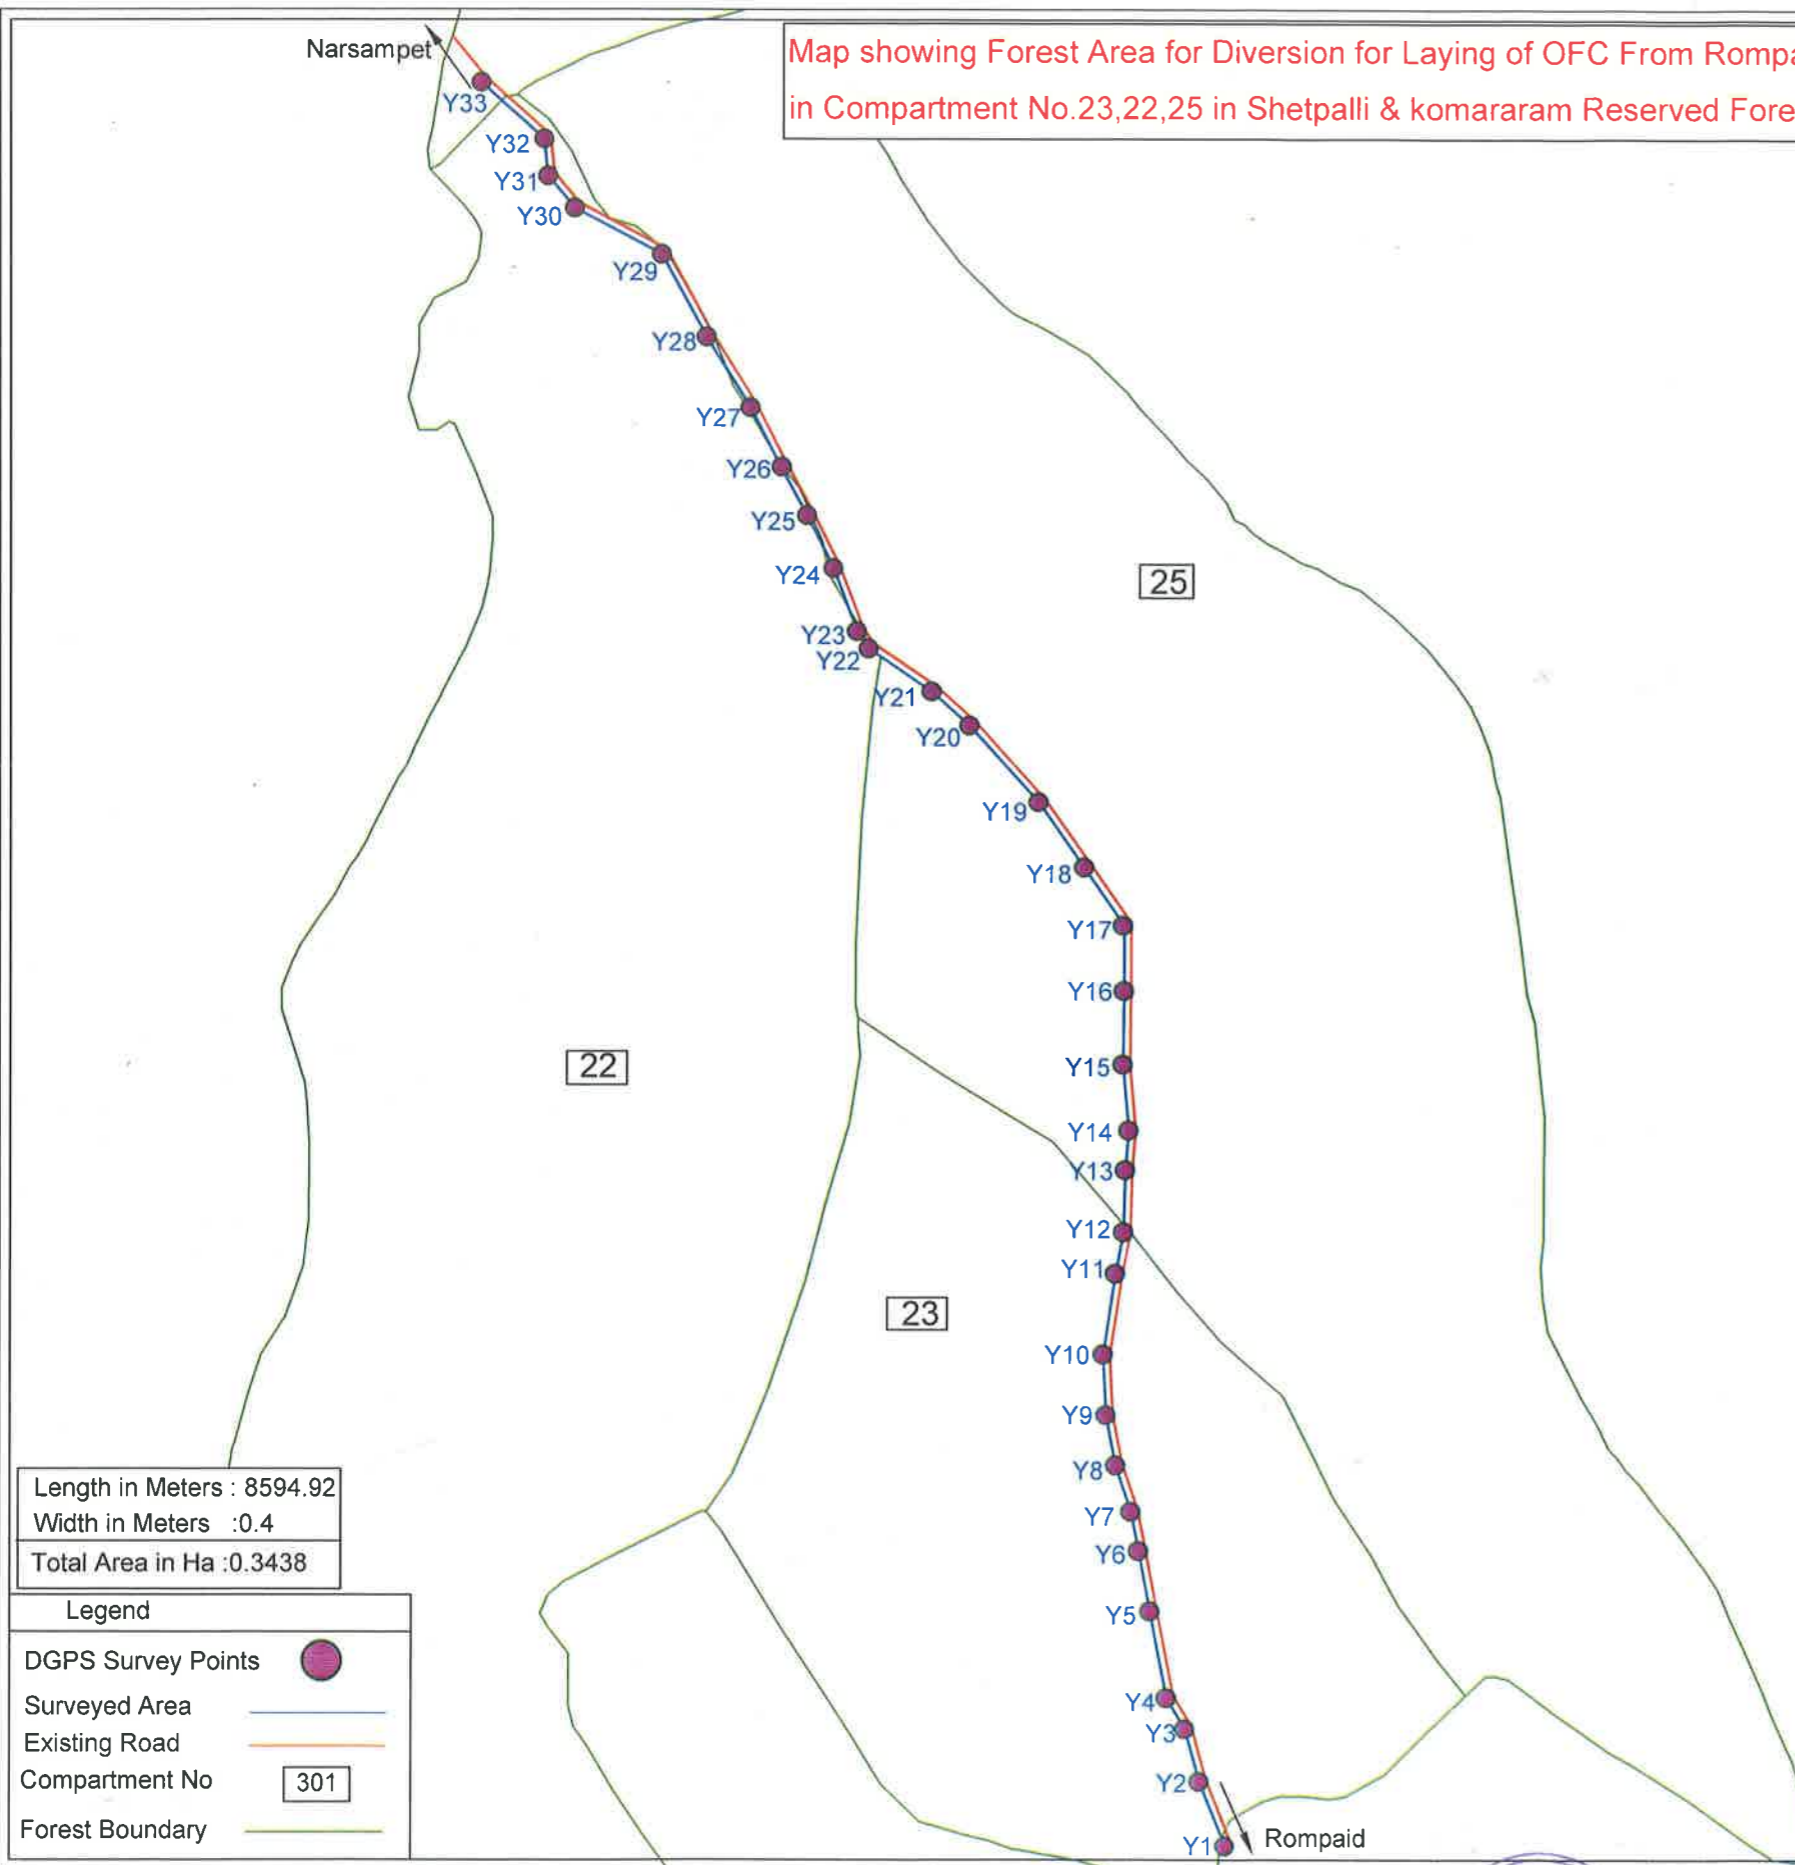 Narsampet
Map showing Forest Area for Diversion for Laying of OFC From
in Compartment No.23,22,25 in Shetpalli & komararam Reserved
Y33
Y32
Y31
Y30
Y29
Y28
Y27
Y26
Y25
Y24
25
Y23
Y22
Y21
Y20
Y19
Y18
Y17
Y16
Y15
22
Y14
Y13
Y12
Y11
23
Y10
Y9
Y8
Y7
Y6
Y5
Y4
Y3
Y2
Y1
Rompaid
Length in Meters : 8594.92
Width in Meters :0.4
Total Area in Ha :0.3438
Legend
DGPS Survey Points
Surveyed Area
Existing Road
Compartment No 301
Forest Boundary